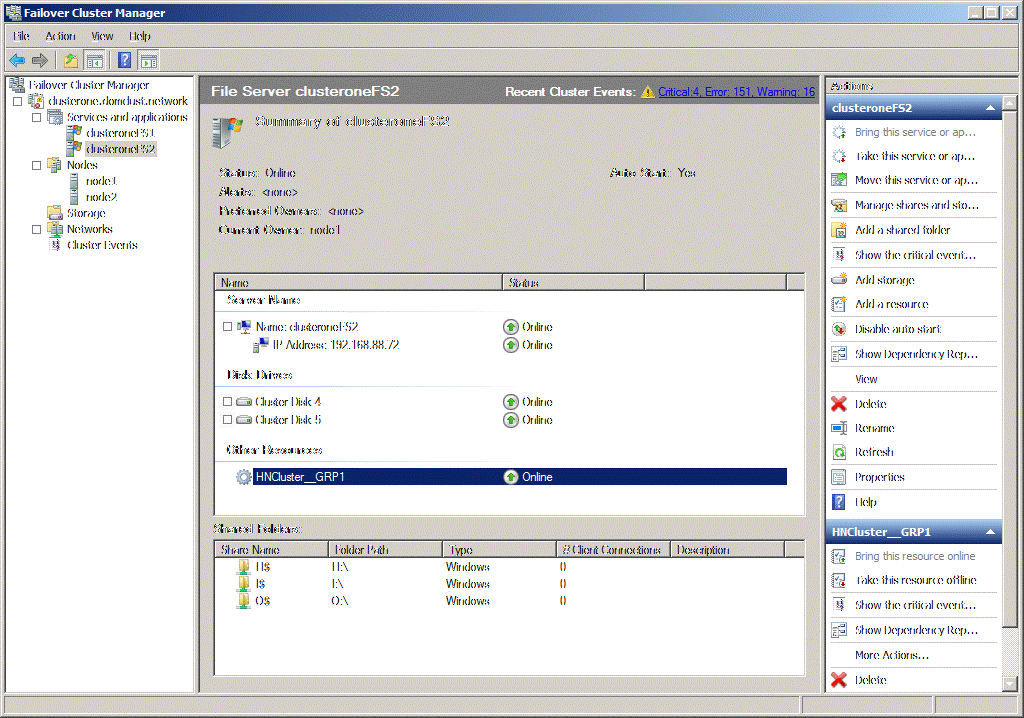 Failover Cluster Manager
File Action View Help
Failover Cluster Manager
clusterone.domdust.network
Services and applications
clusteroneFS1
clusteroneFS2
Nodes
node1
node2
Storage
Networks
Cluster Events
File Server clusteroneFS2
Recent Cluster Events: Critical:4, Error: 151, Warning: 16
Summary of clusteroneFS2
Status: Online
Auto Start: Yes
Alerts: <none>
Preferred Owners: <none>
Current Owner: node1
Name Status
Server Name
Name: clusteroneFS2 Online
IP Address: 192.168.88.72 Online
Disk Drives
Cluster Disk 4 Online
Cluster Disk 5 Online
Other Resources
HNCluster__GRP1 Online
Shared Folders:
Share Name Folder Path Type # Client Connections Description
H$ H:\ Windows 0
I$ I:\ Windows 0
O$ O:\ Windows 0
Actions
clusteroneFS2
Bring this service or ap...
Take this service or ap...
Move this service or ap...
Manage shares and sto...
Add a shared folder
Show the critical event...
Add storage
Add a resource
Disable auto start
Show Dependency Rep...
View
Delete
Rename
Refresh
Properties
Help
HNCluster__GRP1
Bring this resource online
Take this resource offline
Show the critical event...
Show Dependency Rep...
More Actions...
Delete